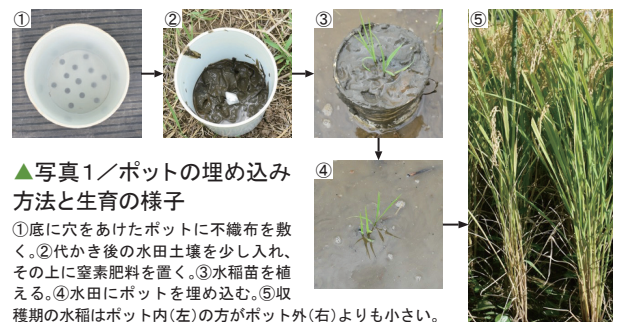 ①
②
③
⑤
④
▲写真1／ポットの埋め込み
方法と生育の様子
①底に穴をあけたポットに不織布を敷
く。②代かき後の水田土壌を少し入れ、
その上に窒素肥料を置く。③水稲苗を植
える。④水田にポットを埋め込む。⑤収
穫期の水稲はポット内(左)の方がポット外(右)よりも小さい。